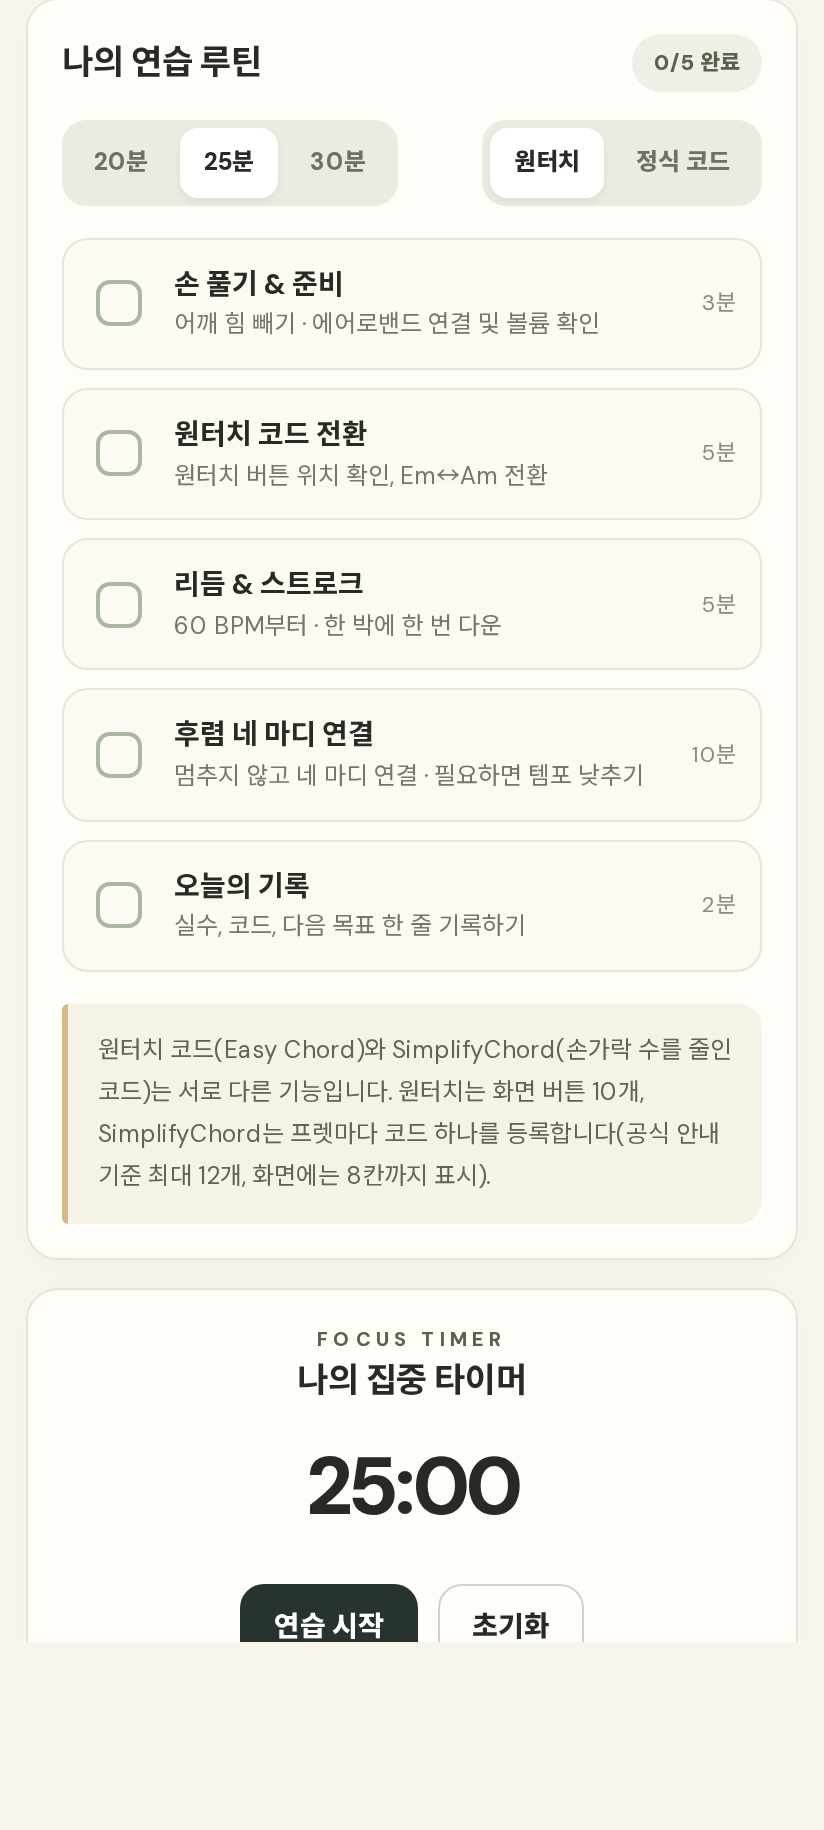 나의 연습 루틴
0/5 완료
20분 25분 30분
원터치 정식 코드
손 풀기 & 준비
어깨 힘 빼기 · 에어로밴드 연결 및 볼륨 확인
3분
원터치 코드 전환
원터치 버튼 위치 확인, Em↔Am 전환
5분
리듬 & 스트로크
60 BPM부터 · 한 박에 한 번 다운
5분
후렴 네 마디 연결
멈추지 않고 네 마디 연결 · 필요하면 템포 낮추기
10분
오늘의 기록
실수, 코드, 다음 목표 한 줄 기록하기
2분
원터치 코드(Easy Chord)와 SimplifyChord(손가락 수를 줄인
코드)는 서로 다른 기능입니다. 원터치는 화면 버튼 10개,
SimplifyChord는 프렛마다 코드 하나를 등록합니다(공식 안내
기준 최대 12개, 화면에는 8칸까지 표시).
FOCUS TIMER
나의 집중 타이머
25:00
연습 시작
초기화